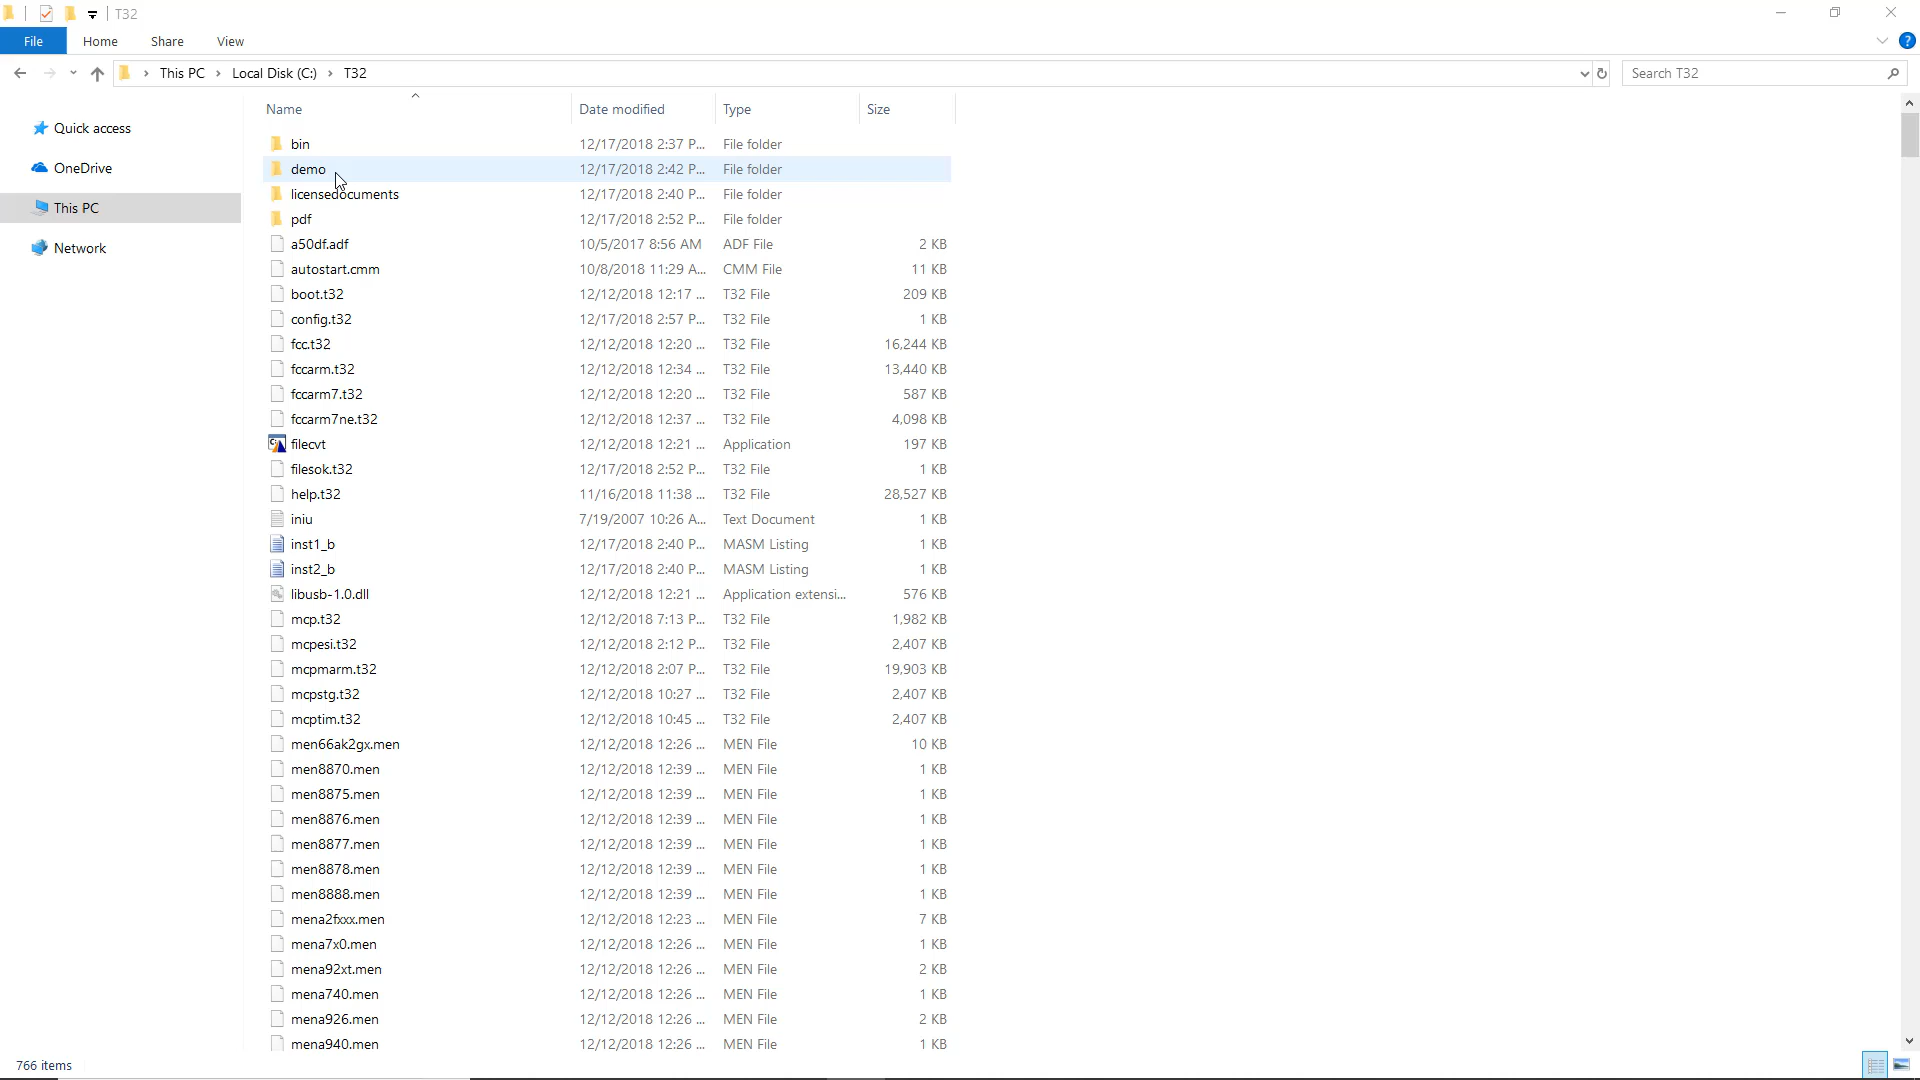 T32
File Home Share View
This PC Local Disk (C:) T32 Search T32
Name Date modified Type Size
Quick access
OneDrive
This PC
Network
bin 12/17/2018 2:37 P... File folder
demo 12/17/2018 2:42 P... File folder
licensedocuments 12/17/2018 2:40 P... File folder
pdf 12/17/2018 2:52 P... File folder
a50df.adf 10/5/2017 8:56 AM ADF File 2 KB
autostart.cmm 10/8/2018 11:29 A... CMM File 11 KB
boot.t32 12/12/2018 12:17 ... T32 File 209 KB
config.t32 12/17/2018 2:57 P... T32 File 1 KB
fcc.t32 12/12/2018 12:20 ... T32 File 16,244 KB
fccarm.t32 12/12/2018 12:34 ... T32 File 13,440 KB
fccarm7.t32 12/12/2018 12:20 ... T32 File 587 KB
fccarm7ne.t32 12/12/2018 12:37 ... T32 File 4,098 KB
filecvt 12/12/2018 12:21 ... Application 197 KB
filesok.t32 12/17/2018 2:52 P... T32 File 1 KB
help.t32 11/16/2018 11:38 ... T32 File 28,527 KB
iniu 7/19/2007 10:26 A... Text Document 1 KB
inst1_b 12/17/2018 2:40 P... MASM Listing 1 KB
inst2_b 12/17/2018 2:40 P... MASM Listing 1 KB
libusb-1.0.dll 12/12/2018 12:21 ... Application extensi... 576 KB
mcp.t32 12/12/2018 7:13 P... T32 File 1,982 KB
mcpesi.t32 12/12/2018 2:12 P... T32 File 2,407 KB
mcpmarm.t32 12/12/2018 2:07 P... T32 File 19,903 KB
mcpstg.t32 12/12/2018 10:27 ... T32 File 2,407 KB
mcptim.t32 12/12/2018 10:45 ... T32 File 2,407 KB
men66ak2gx.men 12/12/2018 12:26 ... MEN File 10 KB
men8870.men 12/12/2018 12:39 ... MEN File 1 KB
men8875.men 12/12/2018 12:39 ... MEN File 1 KB
men8876.men 12/12/2018 12:39 ... MEN File 1 KB
men8877.men 12/12/2018 12:39 ... MEN File 1 KB
men8878.men 12/12/2018 12:39 ... MEN File 1 KB
men8888.men 12/12/2018 12:39 ... MEN File 1 KB
mena2fxxx.men 12/12/2018 12:23 ... MEN File 7 KB
mena7x0.men 12/12/2018 12:26 ... MEN File 1 KB
mena92xt.men 12/12/2018 12:26 ... MEN File 2 KB
mena740.men 12/12/2018 12:26 ... MEN File 1 KB
mena926.men 12/12/2018 12:26 ... MEN File 2 KB
mena940.men 12/12/2018 12:26 ... MEN File 1 KB
766 items